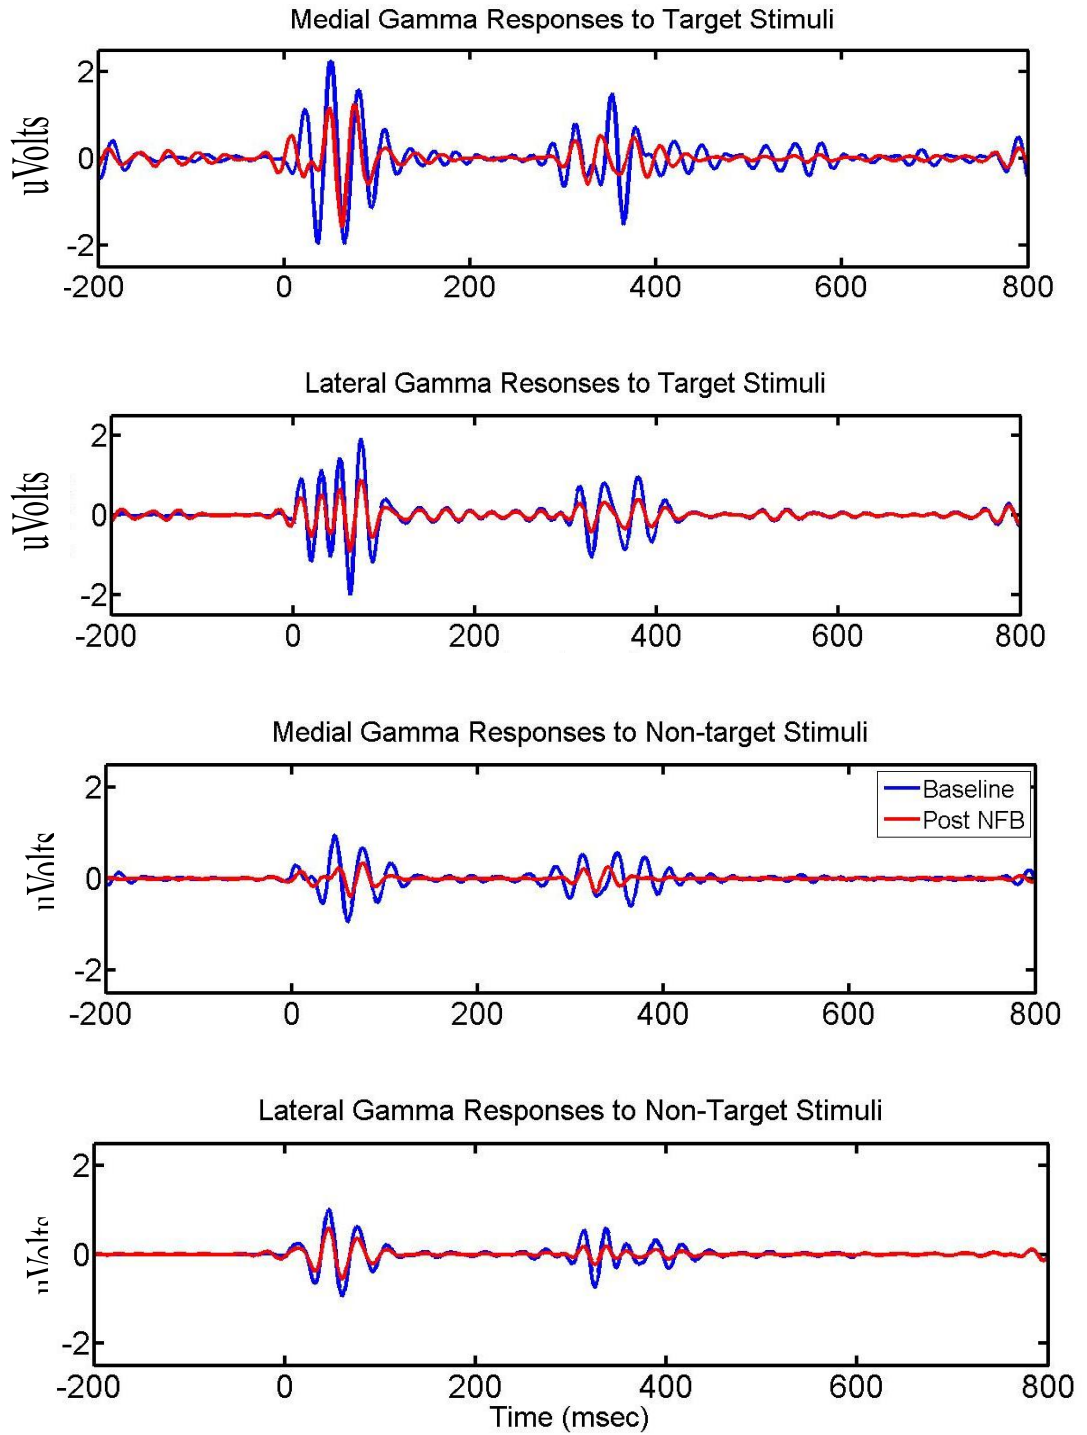 Medial Gamma Responses to Target Stimuli
uVolts
2
0
-2
-200 0 200 400 600 800
Lateral Gamma Resonses to Target Stimuli
uVolts
2
0
-2
-200 0 200 400 600 800
Medial Gamma Responses to Non-target Stimuli
uVolts
2
0
-2
Baseline
Post NFB
-200 0 200 400 600 800
Lateral Gamma Responses to Non-Target Stimuli
uVolts
2
0
-2
-200 0 200 400 600 800
Time (msec)